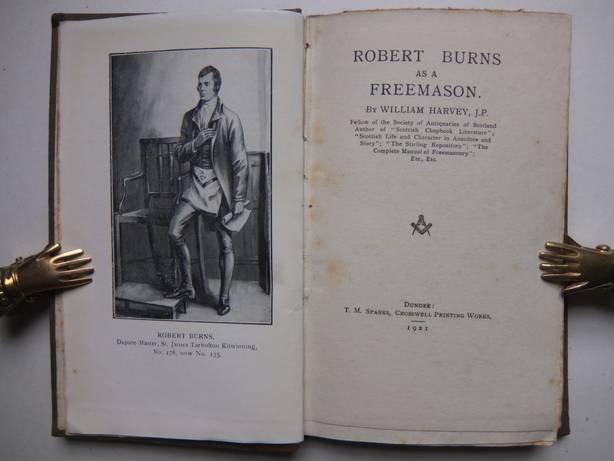 ROBERT BURNS,
Depute Master, St. James Tarbolton Kilwinning,
No. 178, now No. 135.
ROBERT BURNS
AS A
FREEMASON.
BY WILLIAM HARVEY, J.P.
Fellow of the Society of Antiquaries of Scotland
Author of "Scottish Chapbook Literature";
"Scottish Life and Character in Anecdote and
Story"; "The Stirling Repository"; "The
Complete Manual of Freemasonry";
Etc., Etc.
DUNDEE:
T. M. SPARKS, CROSSWELL PRINTING WORKS,
1921